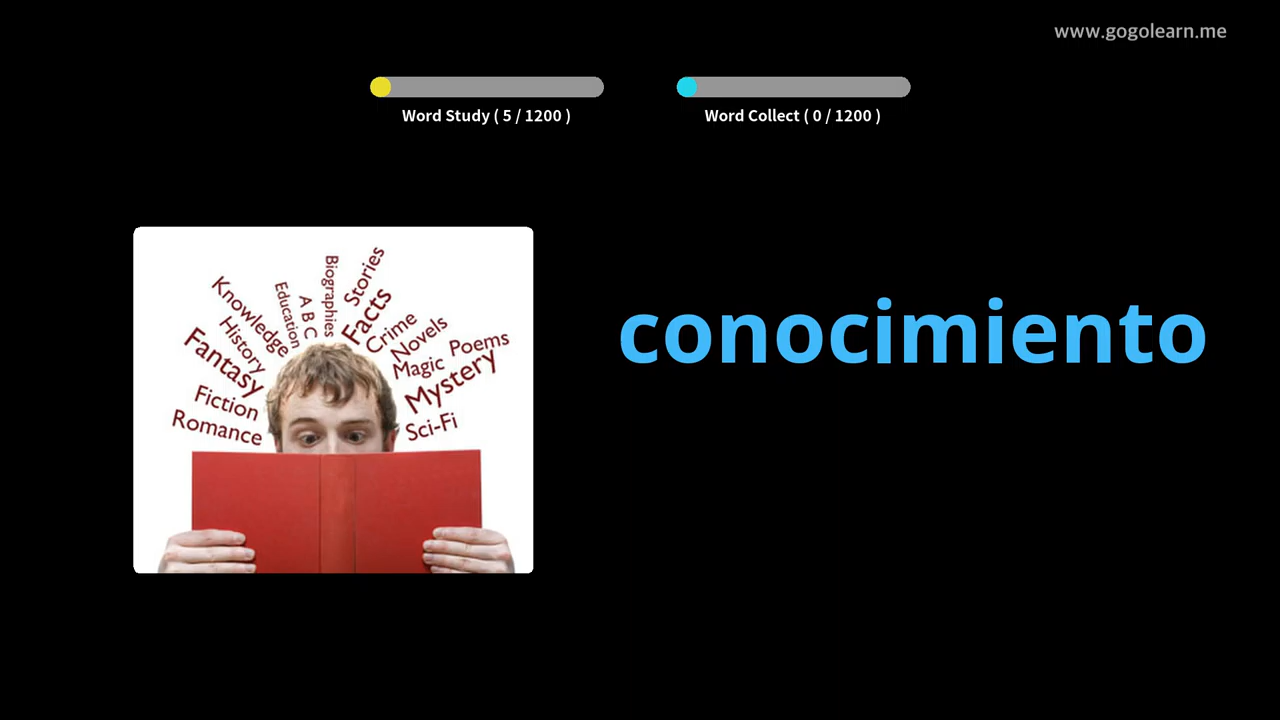 www.gogolearn.me
Word Study ( 5 / 1200 )
Word Collect ( 0 / 1200 )
Romance
Fiction
Fantasy
History
Knowledge
Education
A B C
Biographies
Stories
Facts
Crime
Novels
Magic
Poems
Mystery
Sci-Fi
conocimiento